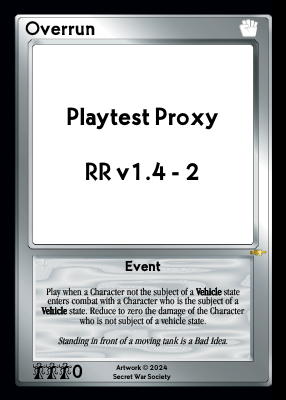 Overrun
Playtest Proxy
RR v1.4 - 2
Event
Play when a Character not the subject of a Vehicle state
enters combat with a Character who is the subject of a
Vehicle state. Reduce to zero the damage of the Character
who is not subject of a vehicle state.
Standing in front of a moving tank is a Bad Idea.
0
Artwork © 2024
Secret War Society